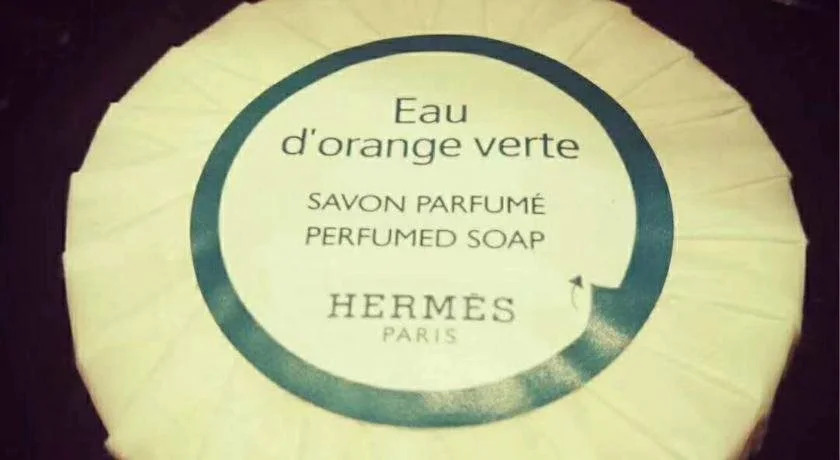 Eau
d'orange verte
SAVON PARFUMÉ
PERFUMED SOAP
HERMÈS
PARIS